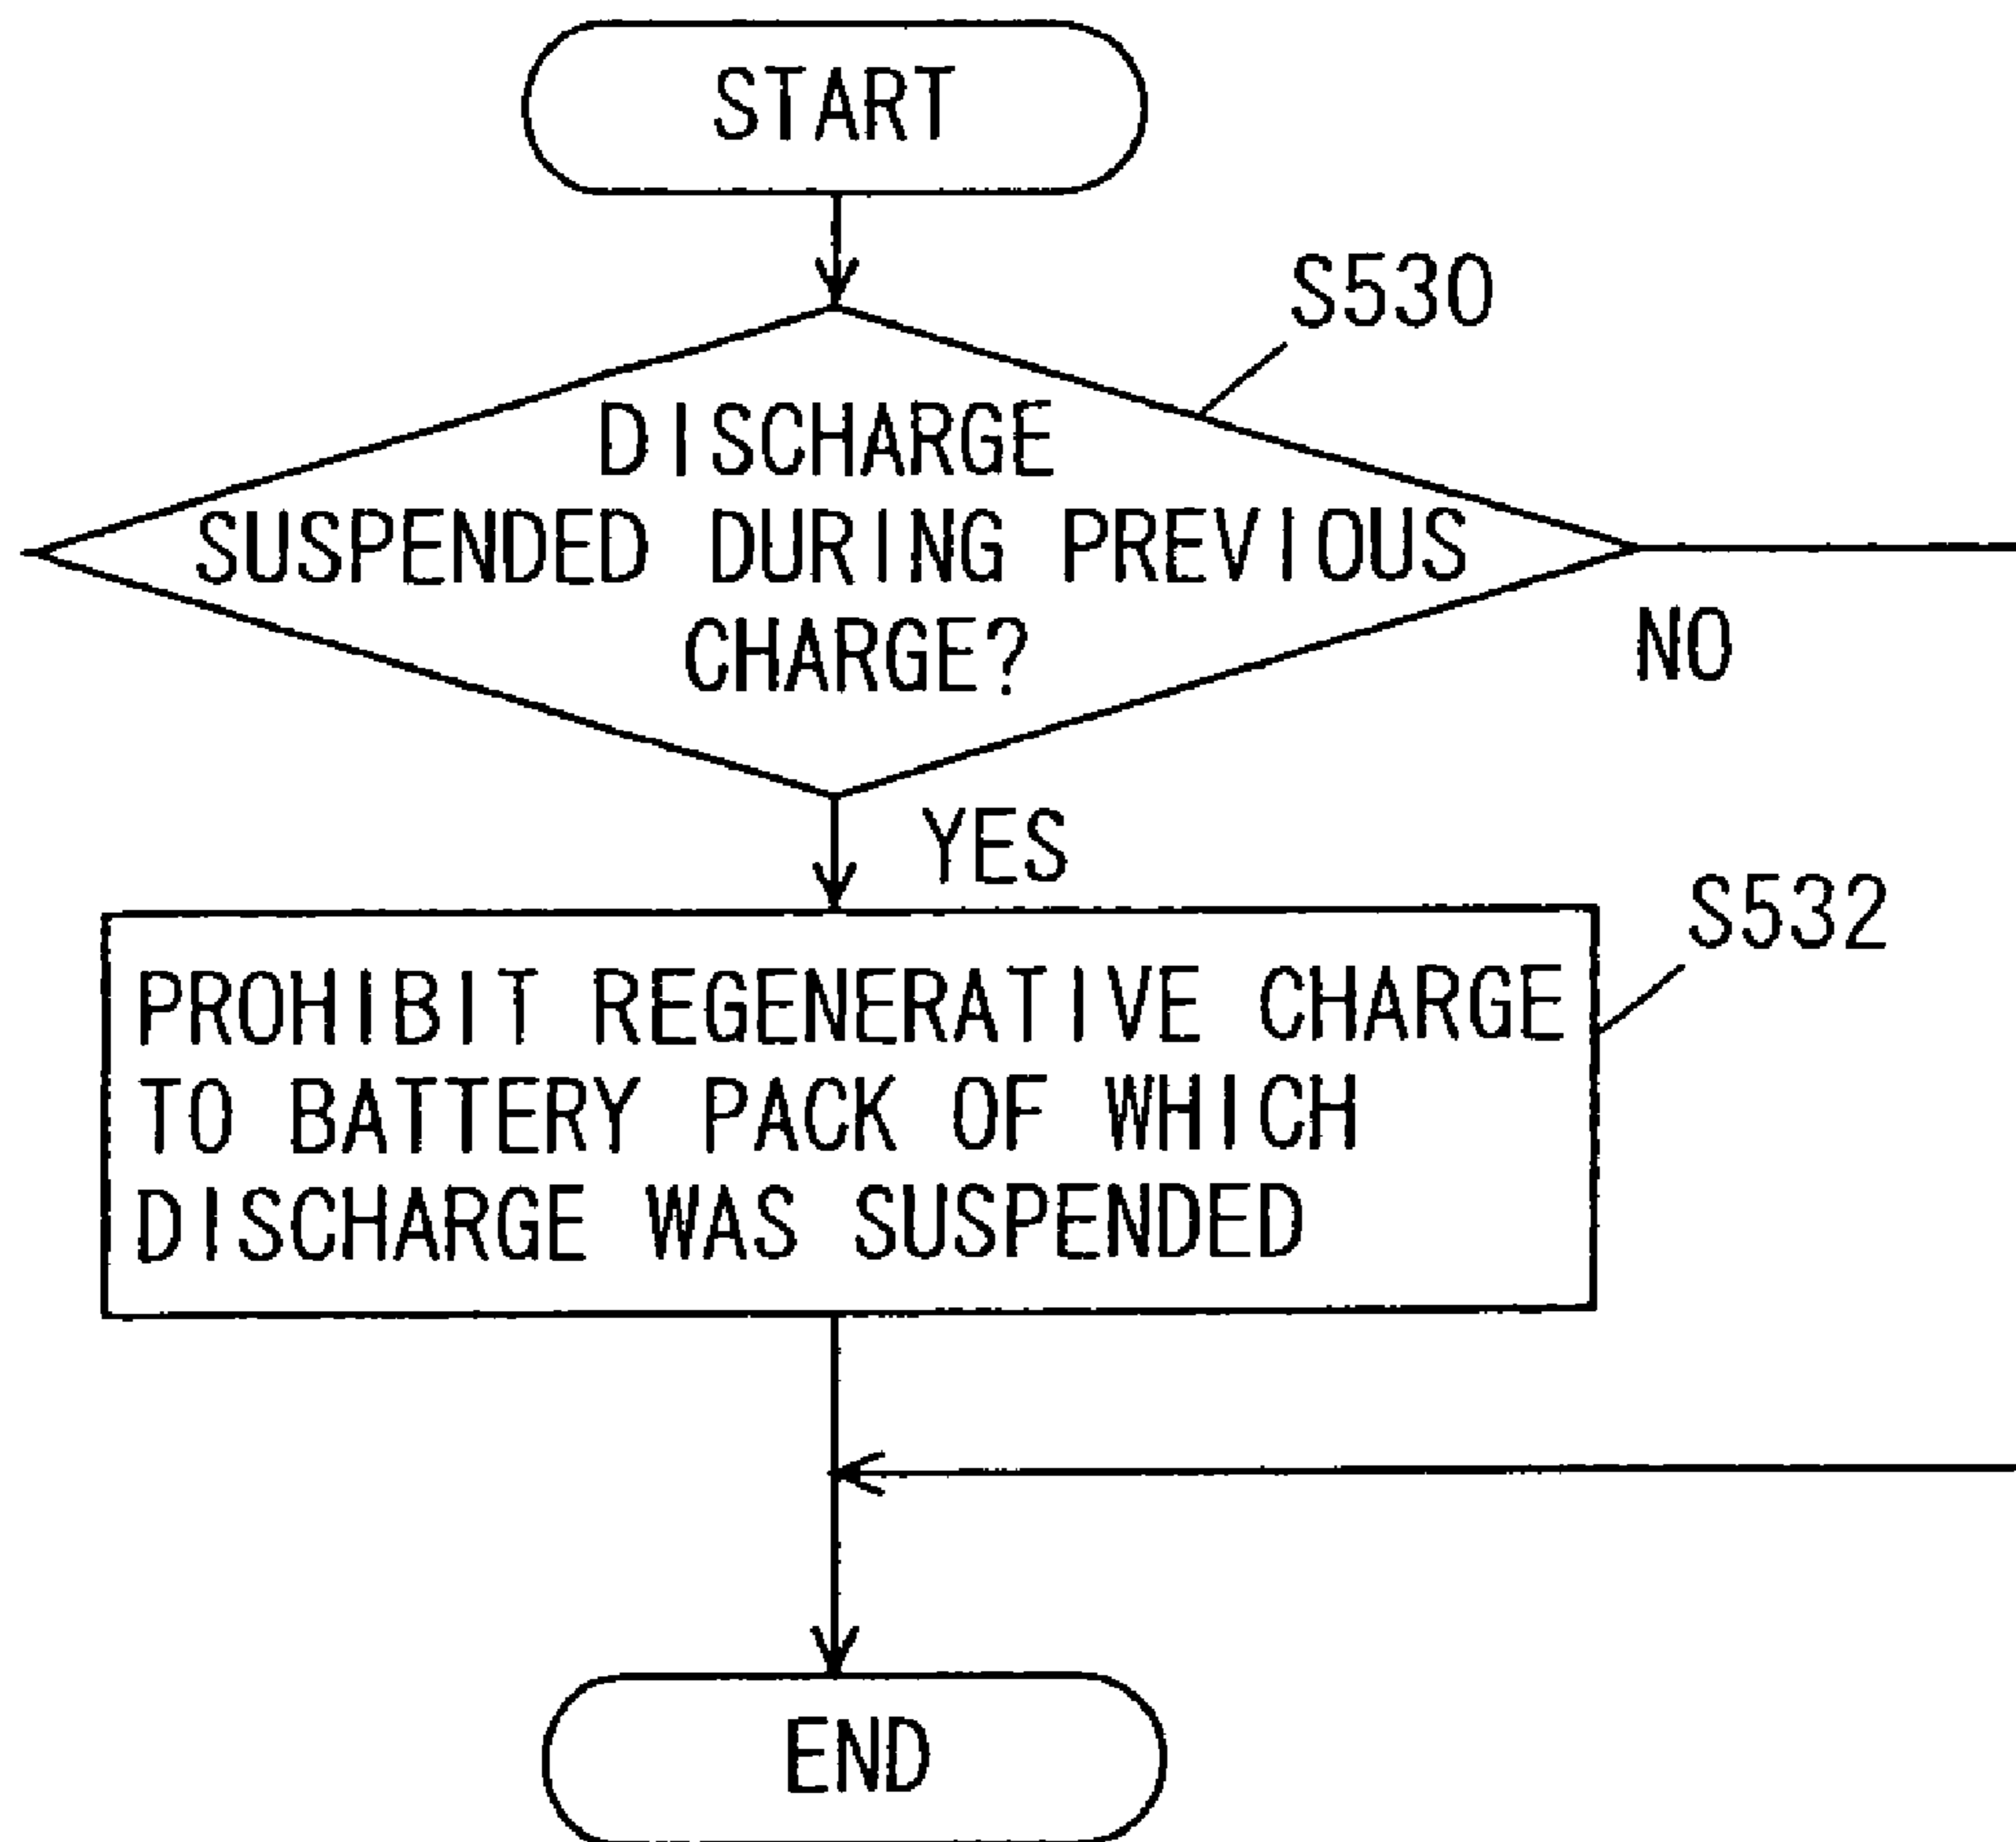 START
S530
DISCHARGE
SUSPENDED DURING PREVIOUS
CHARGE?
NO
YES
S532
PROHIBIT REGENERATIVE CHARGE
TO BATTERY PACK OF WHICH
DISCHARGE WAS SUSPENDED
END